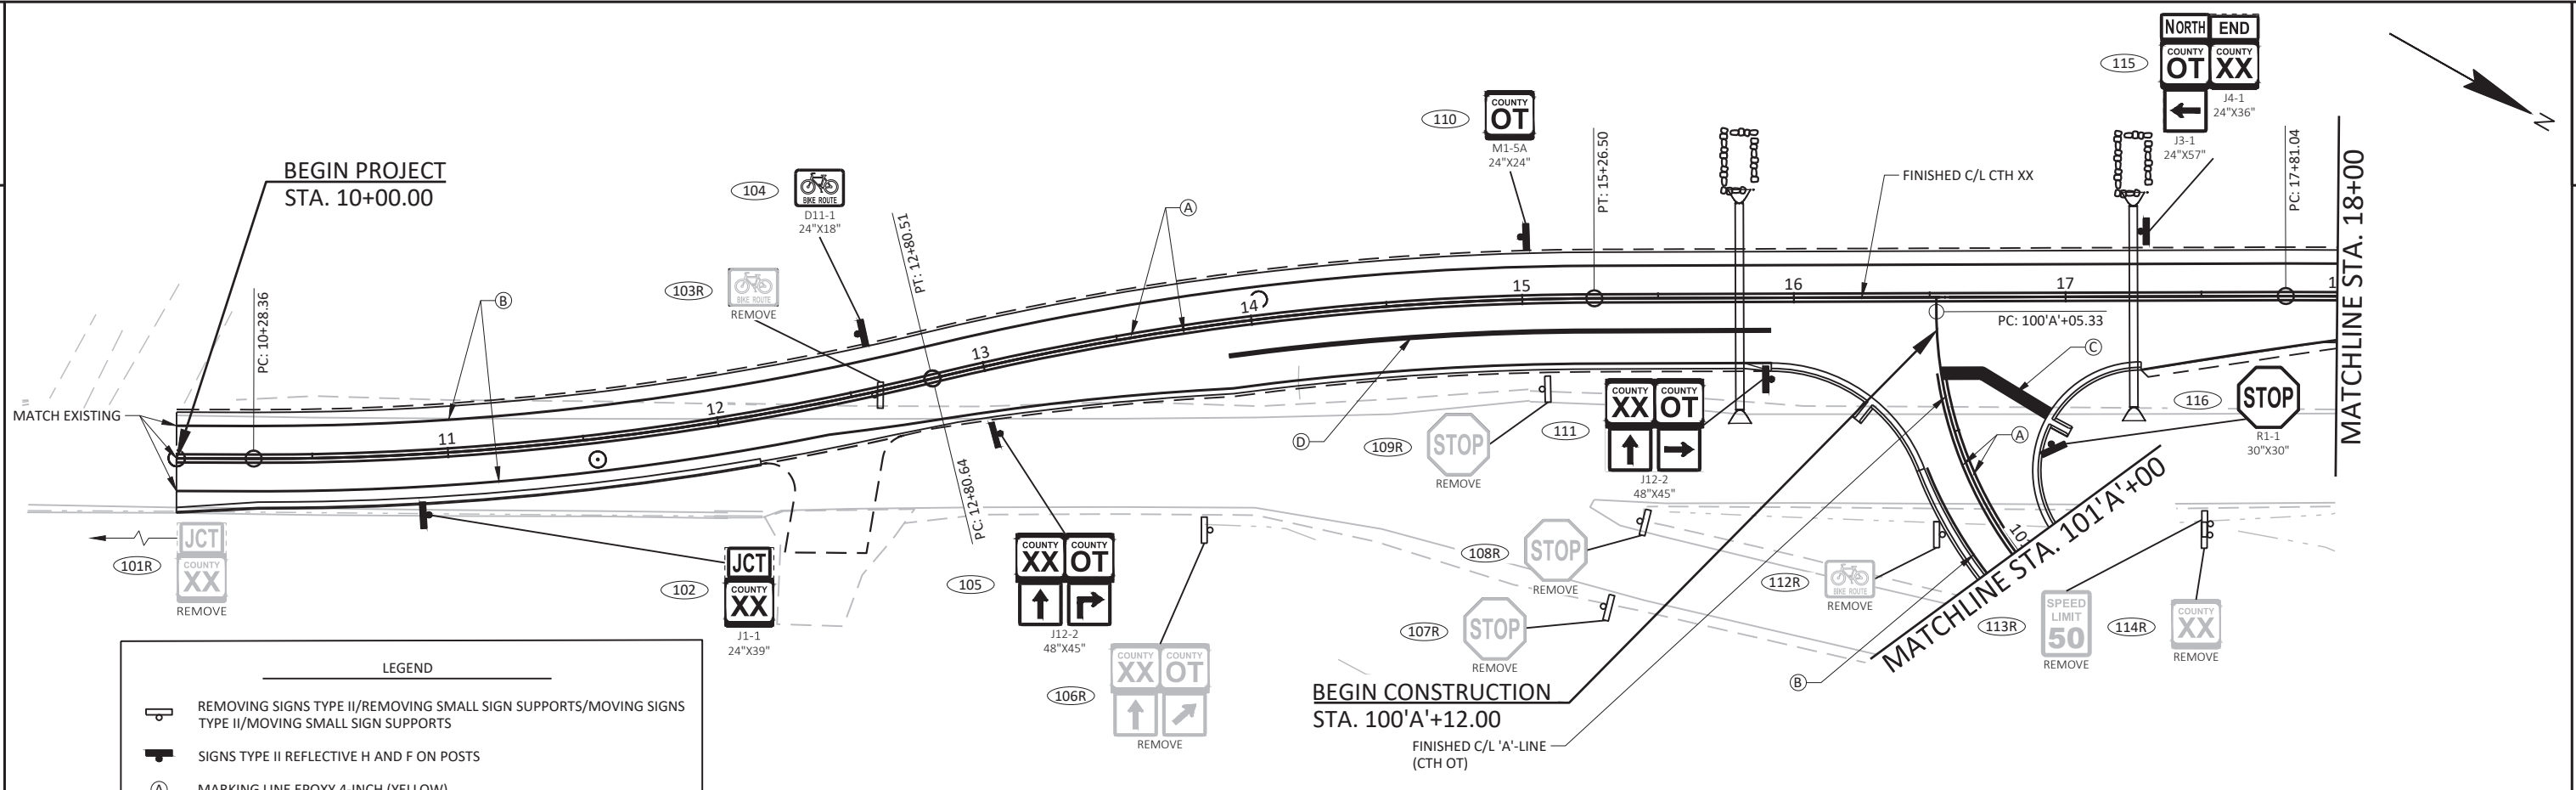 BEGIN PROJECT
STA. 10+00.00
MATCH EXISTING
PC: 10+28.36
B
11
12
13
14
15
16
17
1
101R
JCT
COUNTY
XX
REMOVE
102
JCT
COUNTY
XX
J1-1
24"X39"
103R
BIKE ROUTE
REMOVE
104
BIKE ROUTE
D11-1
24"X18"
PT: 12+80.51
PC: 12+80.64
A
105
COUNTY COUNTY
XX OT
J12-2
48"X45"
106R
COUNTY COUNTY
XX OT
REMOVE
D
110
COUNTY
OT
M1-5A
24"X24"
PT: 15+26.50
109R
STOP
REMOVE
111
COUNTY COUNTY
XX OT
J12-2
48"X45"
108R
STOP
REMOVE
107R
STOP
REMOVE
FINISHED C/L CTH XX
PC: 100'A'+05.33
C
A
10
112R
BIKE ROUTE
REMOVE
B
MATCHLINE STA. 101'A'+00
BEGIN CONSTRUCTION
STA. 100'A'+12.00
FINISHED C/L 'A'-LINE
(CTH OT)
115
NORTH END
COUNTY COUNTY
OT XX
J4-1
24"X36"
J3-1
24"X57"
PC: 17+81.04
116
STOP
R1-1
30"X30"
113R
SPEED
LIMIT
50
REMOVE
114R
COUNTY
XX
REMOVE
MATCHLINE STA. 18+00
N
LEGEND
REMOVING SIGNS TYPE II/REMOVING SMALL SIGN SUPPORTS/MOVING SIGNS
TYPE II/MOVING SMALL SIGN SUPPORTS
SIGNS TYPE II REFLECTIVE H AND F ON POSTS
A MARKING LINE EPOXY 4-INCH (YELLOW)